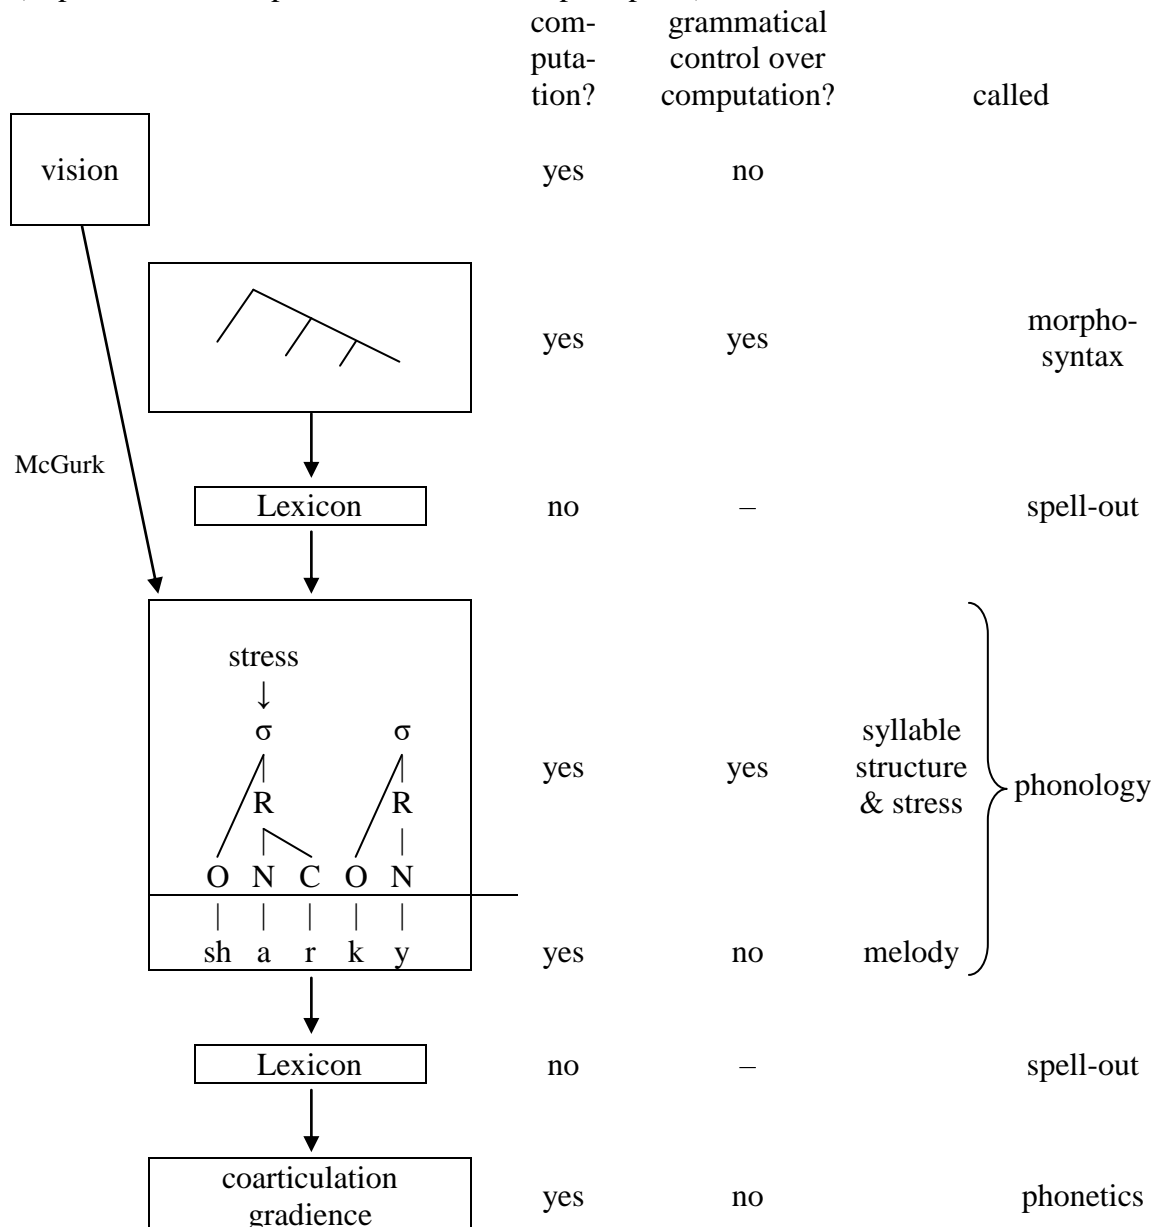 com- grammatical
puta- control over
tion? computation? called
vision yes no
yes yes morpho-
syntax
McGurk
Lexicon no – spell-out
stress
↓
σ σ
syllable
yes yes structure
R R & stress phonology
O N C O N
sh a r k y yes no melody
Lexicon no – spell-out
coarticulation
yes no phonetics
gradience